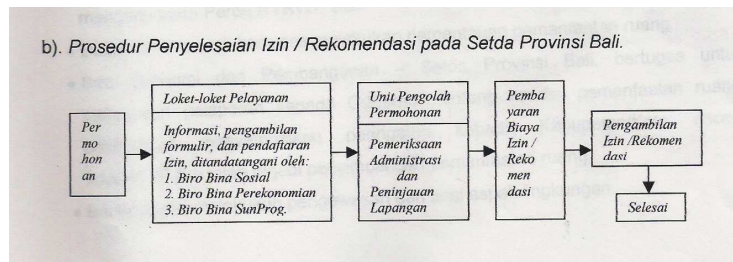 b). Prosedur Penyelesaian Izin / Rekomendasi pada Setda Provinsi Bali.
Per
mo
hon
an
Loket-loket Pelayanan
Informasi, pengambilan
formulir, dan pendaftaran
Izin, ditandatangani oleh:
1. Biro Bina Sosial
2. Biro Bina Perekonomian
3. Biro Bina SunProg.
Unit Pengolah
Permohonan
Pemeriksaan
Administrasi
dan
Peninjauan
Lapangan
Pemba
yaran
Biaya
Izin /
Reko
men
dasi
Pengambilan
Izin /Rekomen
dasi
Selesai